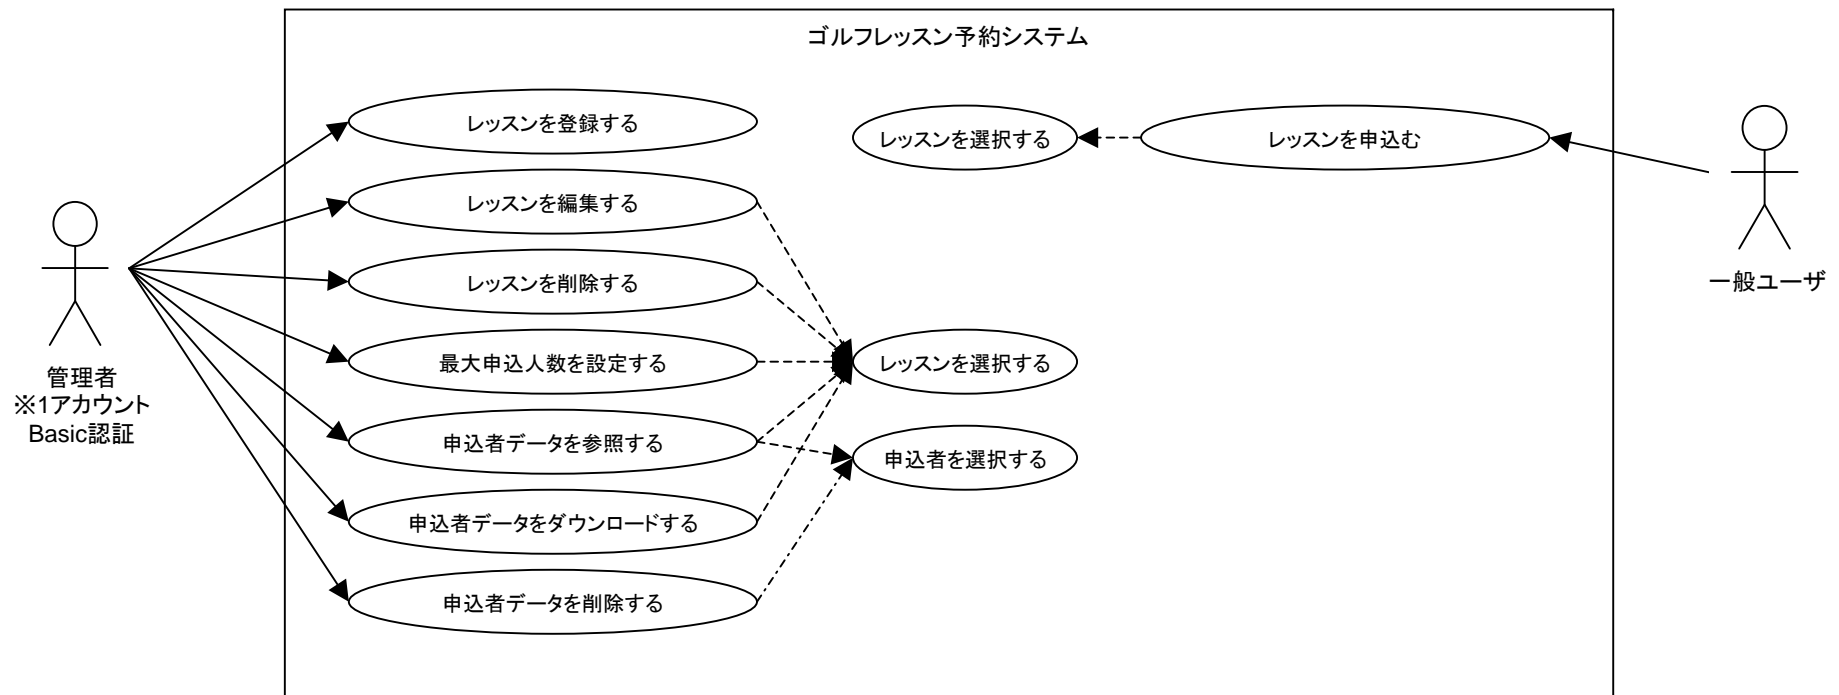 ゴルフレッスン予約システム
レッスンを登録する
レッスンを選択する
レッスンを申込む
レッスンを編集する
レッスンを削除する
一般ユーザ
最大申込人数を設定する
レッスンを選択する
管理者
※1アカウント
Basic認証
申込者データを参照する
申込者を選択する
申込者データをダウンロードする
申込者データを削除する